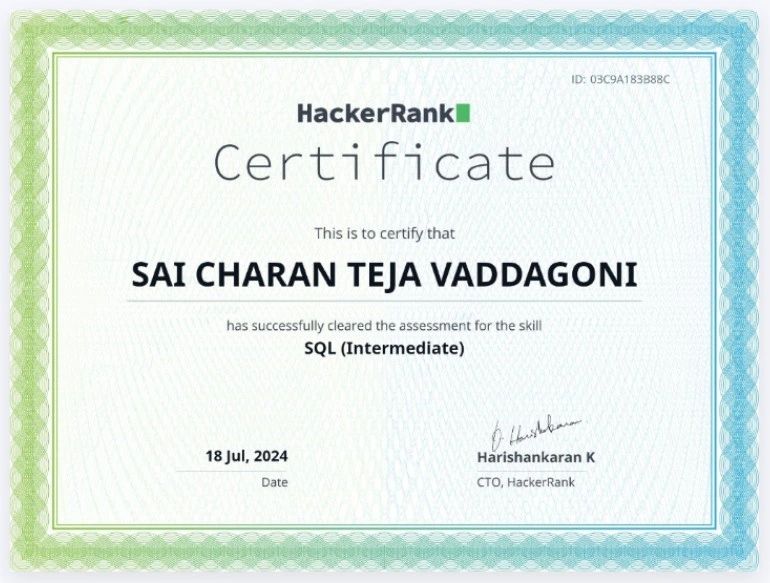 ID: 03C9A183B88C
HackerRank
Certificate
This is to certify that
SAI CHARAN TEJA VADDAGONI
has successfully cleared the assessment for the skill
SQL (Intermediate)
18 Jul, 2024
Date
Harishankaran K
CTO, HackerRank